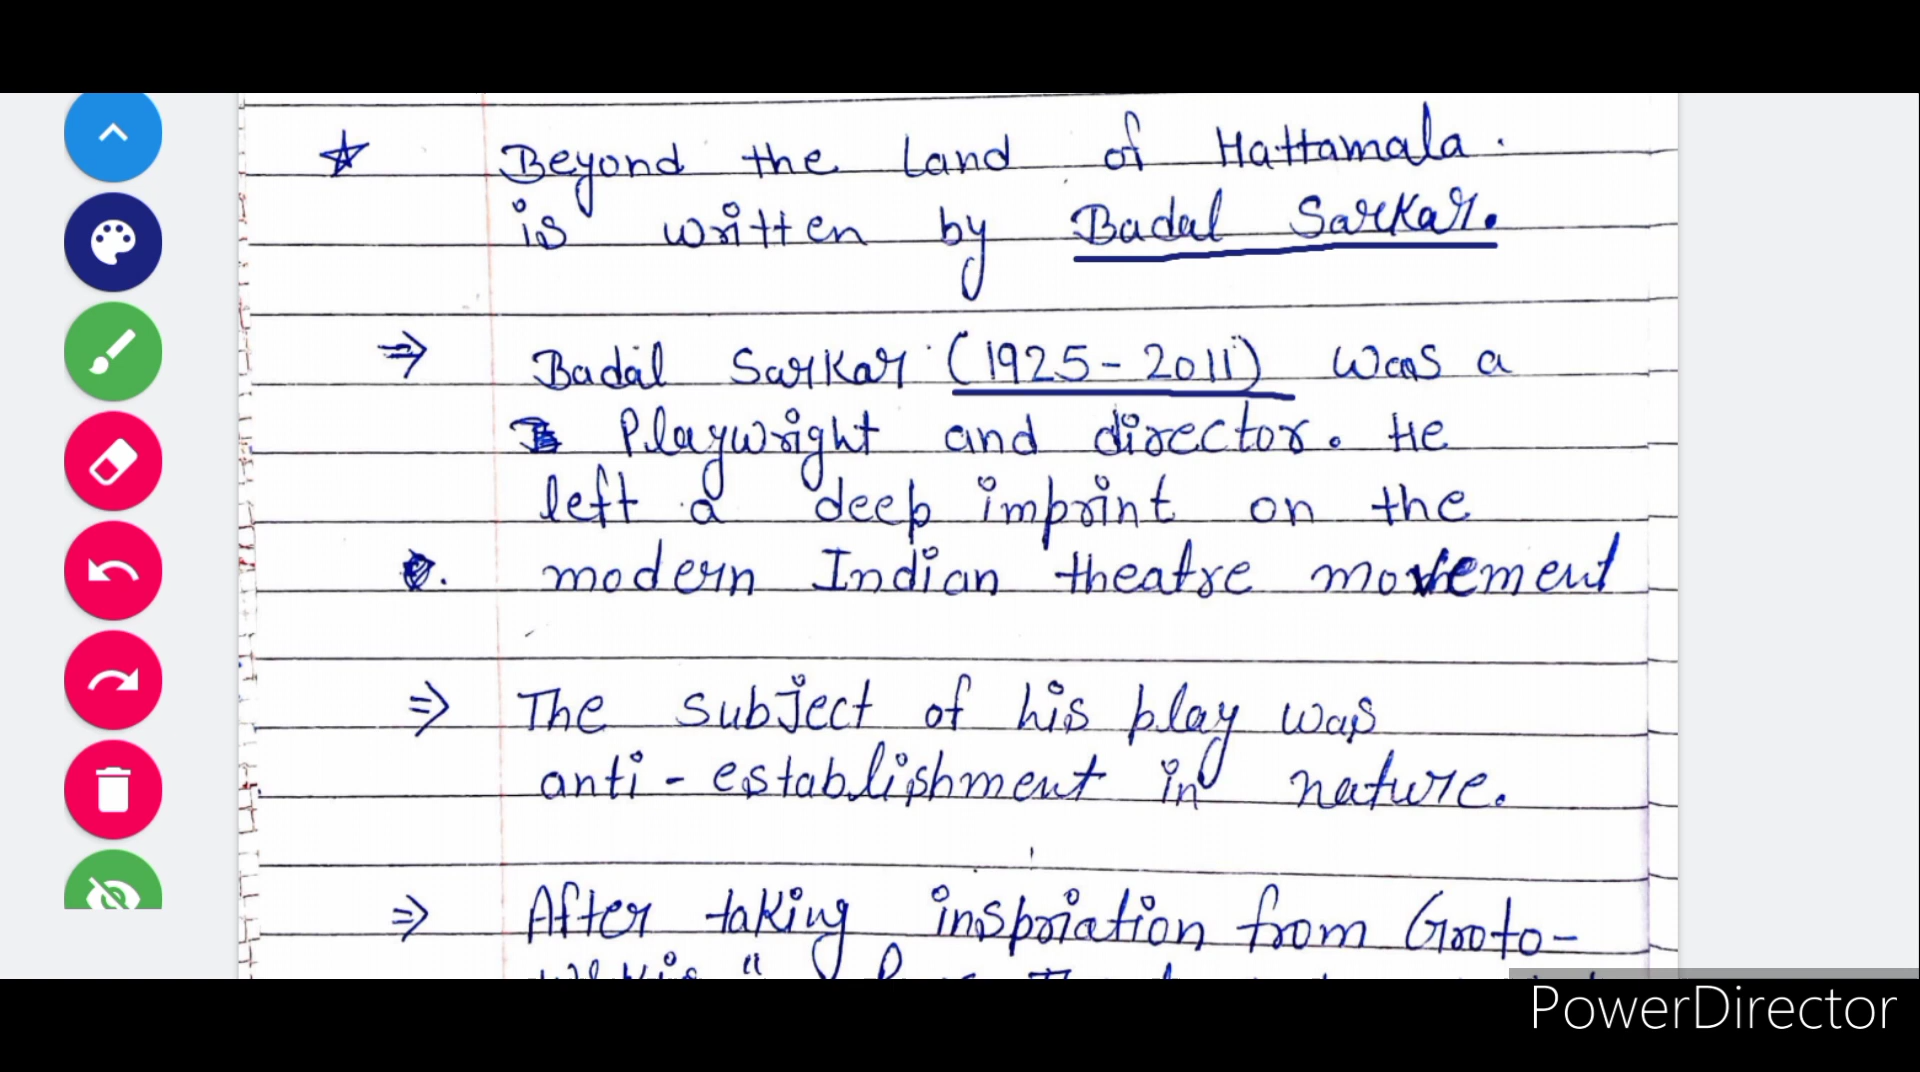 Beyond the Land of Hattamala.
is written by Badal Sarkar.
⇒ Badal Sarkar (1925-2011) was a
Playwright and director. He
left a deep imprint on the
modern Indian theatre movement
⇒ The subject of his play was
anti-establishment in nature.
⇒ After taking inspriation from Groto-
PowerDirector